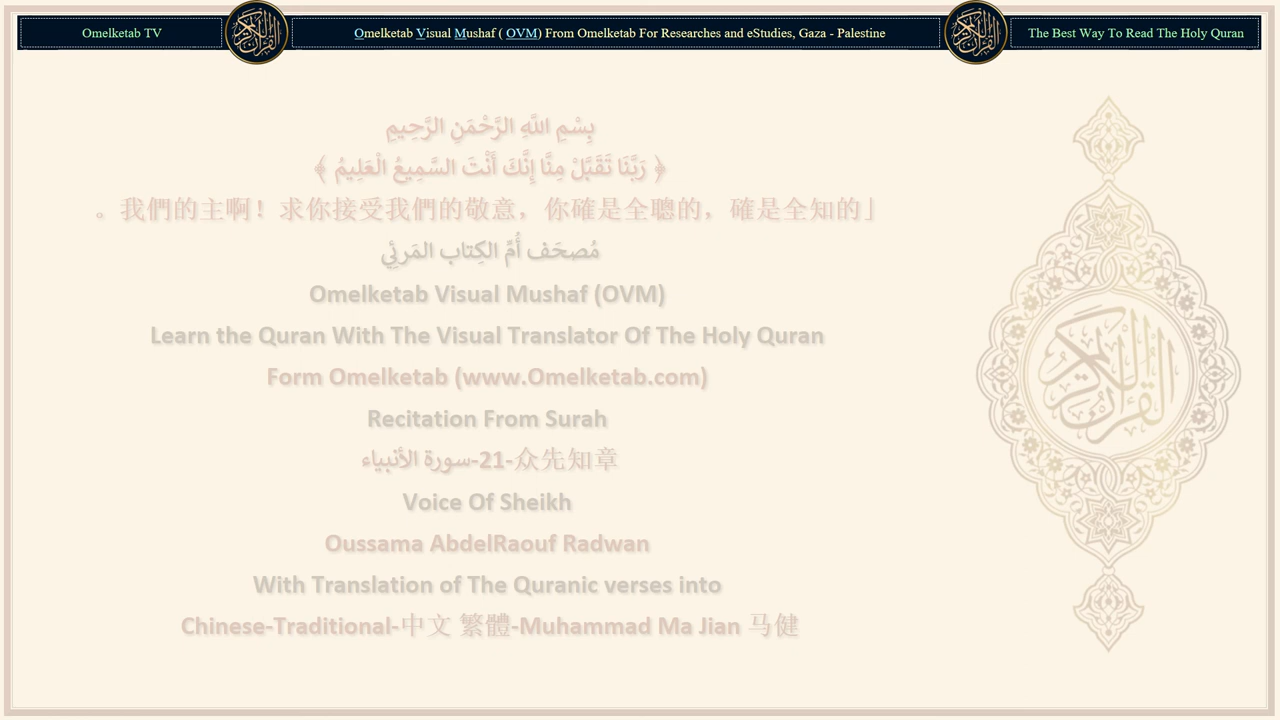 Omelketab TV
Omelketab Visual Mushaf ( OVM) From Omelketab For Researches and eStudies, Gaza - Palestine
The Best Way To Read The Holy Quran
بِسْمِ اللَّهِ الرَّحْمَنِ الرَّحِيمِ
﴿ رَبَّنَا تَقَبَّلْ مِنَّا إِنَّكَ أَنْتَ السَّمِيعُ الْعَلِيمُ ﴾
。我們的主啊！求你接受我們的敬意，你確是全聰的，確是全知的」
مُصحَف أُمِّ الكِتاب المَرئِي
Omelketab Visual Mushaf (OVM)
Learn the Quran With The Visual Translator Of The Holy Quran
Form Omelketab (www.Omelketab.com)
Recitation From Surah
سورة الأنبياء-21-众先知章
Voice Of Sheikh
Oussama AbdelRaouf Radwan
With Translation of The Quranic verses into
Chinese-Traditional-中文 繁體-Muhammad Ma Jian 马健